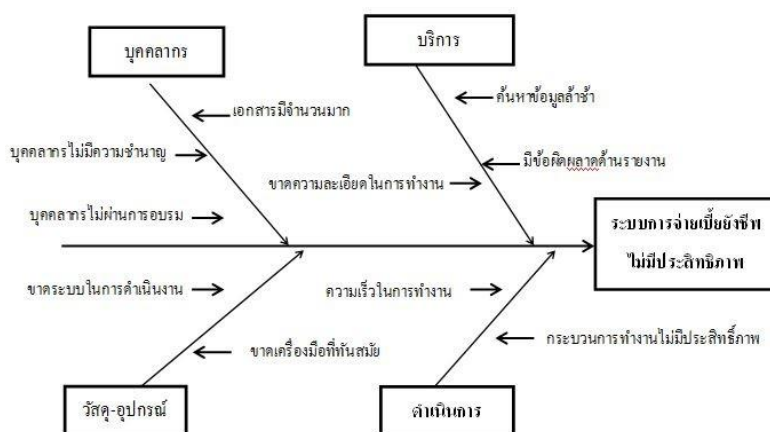 บุคคลากร
บริการ
ค้นหาข้อมูลล้าช้า
เอกสารมีจำนวนมาก
บุคคลากรไม่มีความชำนาญ
มีข้อผิดผลาดด้านรายงาน
ขาดความละเอียดในการทำงาน
บุคคลากรไม่ผ่านการอบรม
ระบบการจ่ายเบี้ยยังชีพ
ไม่มีประสิทธิภาพ
ขาดระบบในการดำเนินงาน
ความเร็วในการทำงาน
กระบวนการทำงานไม่มีประสิทธิ์ภาพ
ขาดเครื่องมือที่ทันสมัย
วัสดุ-อุปกรณ์
ดำเนินการ